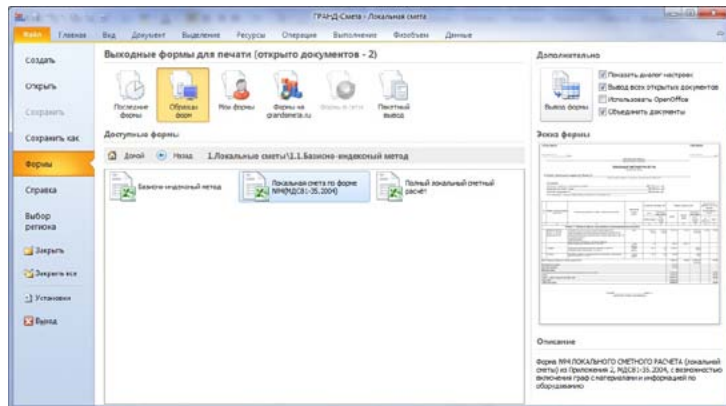 ГРАНД-Смета - Локальная смета
Файл Главная Вид Документ Выделение Ресурсы Операции Выполнение Физобъем Данные
Создать
Открыть
Сохранить
Сохранить как
Формы
Справка
Выбор
региона
Закрыть
Закрыть все
Установки
Выход
Выходные формы для печати (открыто документов - 2)
Последние
формы
Образцы
форм
Мои формы
Формы на
grandsmeta.ru
Формы в сети
Пакетный
вывод
Доступные формы
Домой Назад 1.Локальные сметы\1.1.Базисно-индексный метод
Базисно-индексный метод
Локальная смета по форме
№4(МДС81-35.2004)
Полный локальный сметный
расчёт
Дополнительно
Вывод формы
Показать диалог настроек
Вывод всех открытых документов
Использовать OpenOffice
Объединить документы
Эскиз формы
Описание
Форма №4 ЛОКАЛЬНОГО СМЕТНОГО РАСЧЕТА (локальной
сметы) из Приложения 2, МДС81-35.2004, с возможностью
включения граф с материалами и информацией по
оборудованию